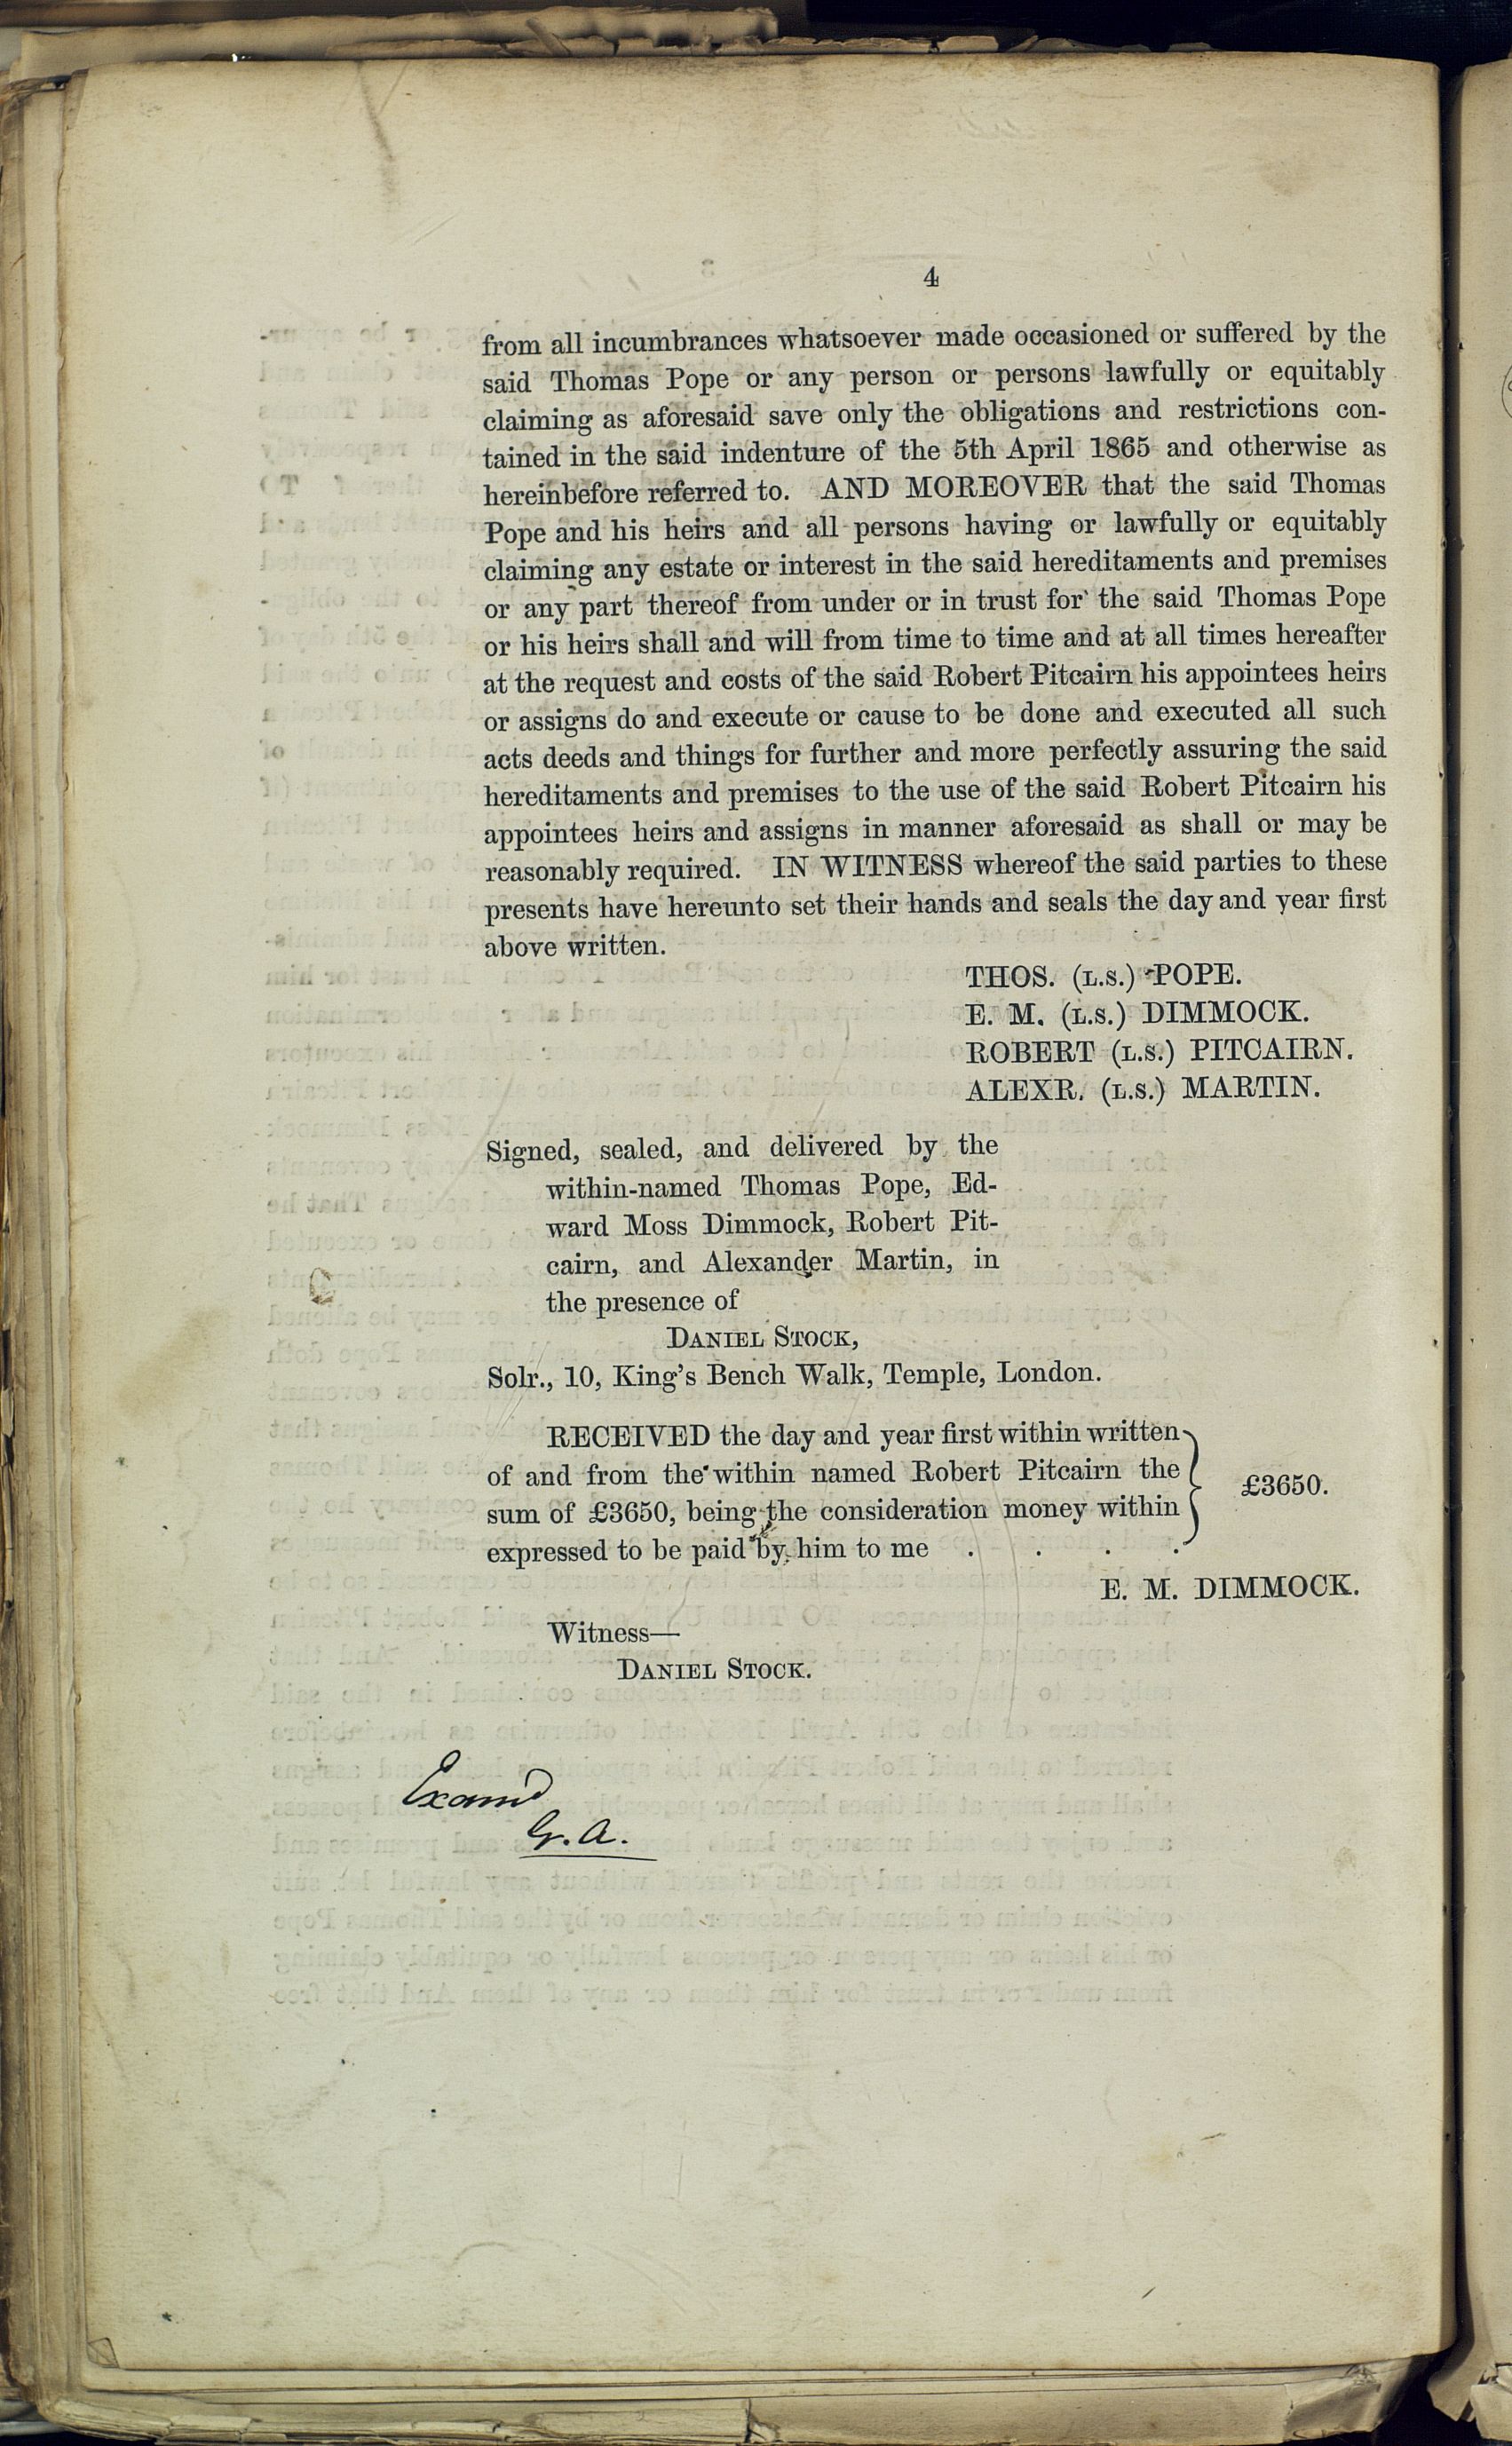 4
from all incumbrances whatsoever made occasioned or suffered by the
said Thomas Pope or any person or persons lawfully or equitably
claiming as aforesaid save only the obligations and restrictions con-
tained in the said indenture of the 5th April 1865 and otherwise as
hereinbefore referred to. AND MOREOVER that the said Thomas
Pope and his heirs and all persons having or lawfully or equitably
claiming any estate or interest in the said hereditaments and premises
or any part thereof from under or in trust for the said Thomas Pope
or his heirs shall and will from time to time and at all times hereafter
at the request and costs of the said Robert Pitcairn his appointees heirs
or assigns do and execute or cause to be done and executed all such
acts deeds and things for further and more perfectly assuring the said
hereditaments and premises to the use of the said Robert Pitcairn his
appointees heirs and assigns in manner aforesaid as shall or may be
reasonably required. IN WITNESS whereof the said parties to these
presents have hereunto set their hands and seals the day and year first
above written.
THOS. (L.S.) POPE.
E. M. (L.S.) DIMMOCK.
ROBERT (L.S.) PITCAIRN.
ALEXR. (L.S.) MARTIN.
Signed, sealed, and delivered by the
within-named Thomas Pope, Ed-
ward Moss Dimmock, Robert Pit-
cairn, and Alexander Martin, in
the presence of
DANIEL STOCK,
Solr., 10, King's Bench Walk, Temple, London.
RECEIVED the day and year first within written
of and from the within named Robert Pitcairn the
sum of £3650, being the consideration money within
expressed to be paid by him to me . . . .
£3650.
E. M. DIMMOCK.
Witness—
DANIEL STOCK.
Examd
G. A.